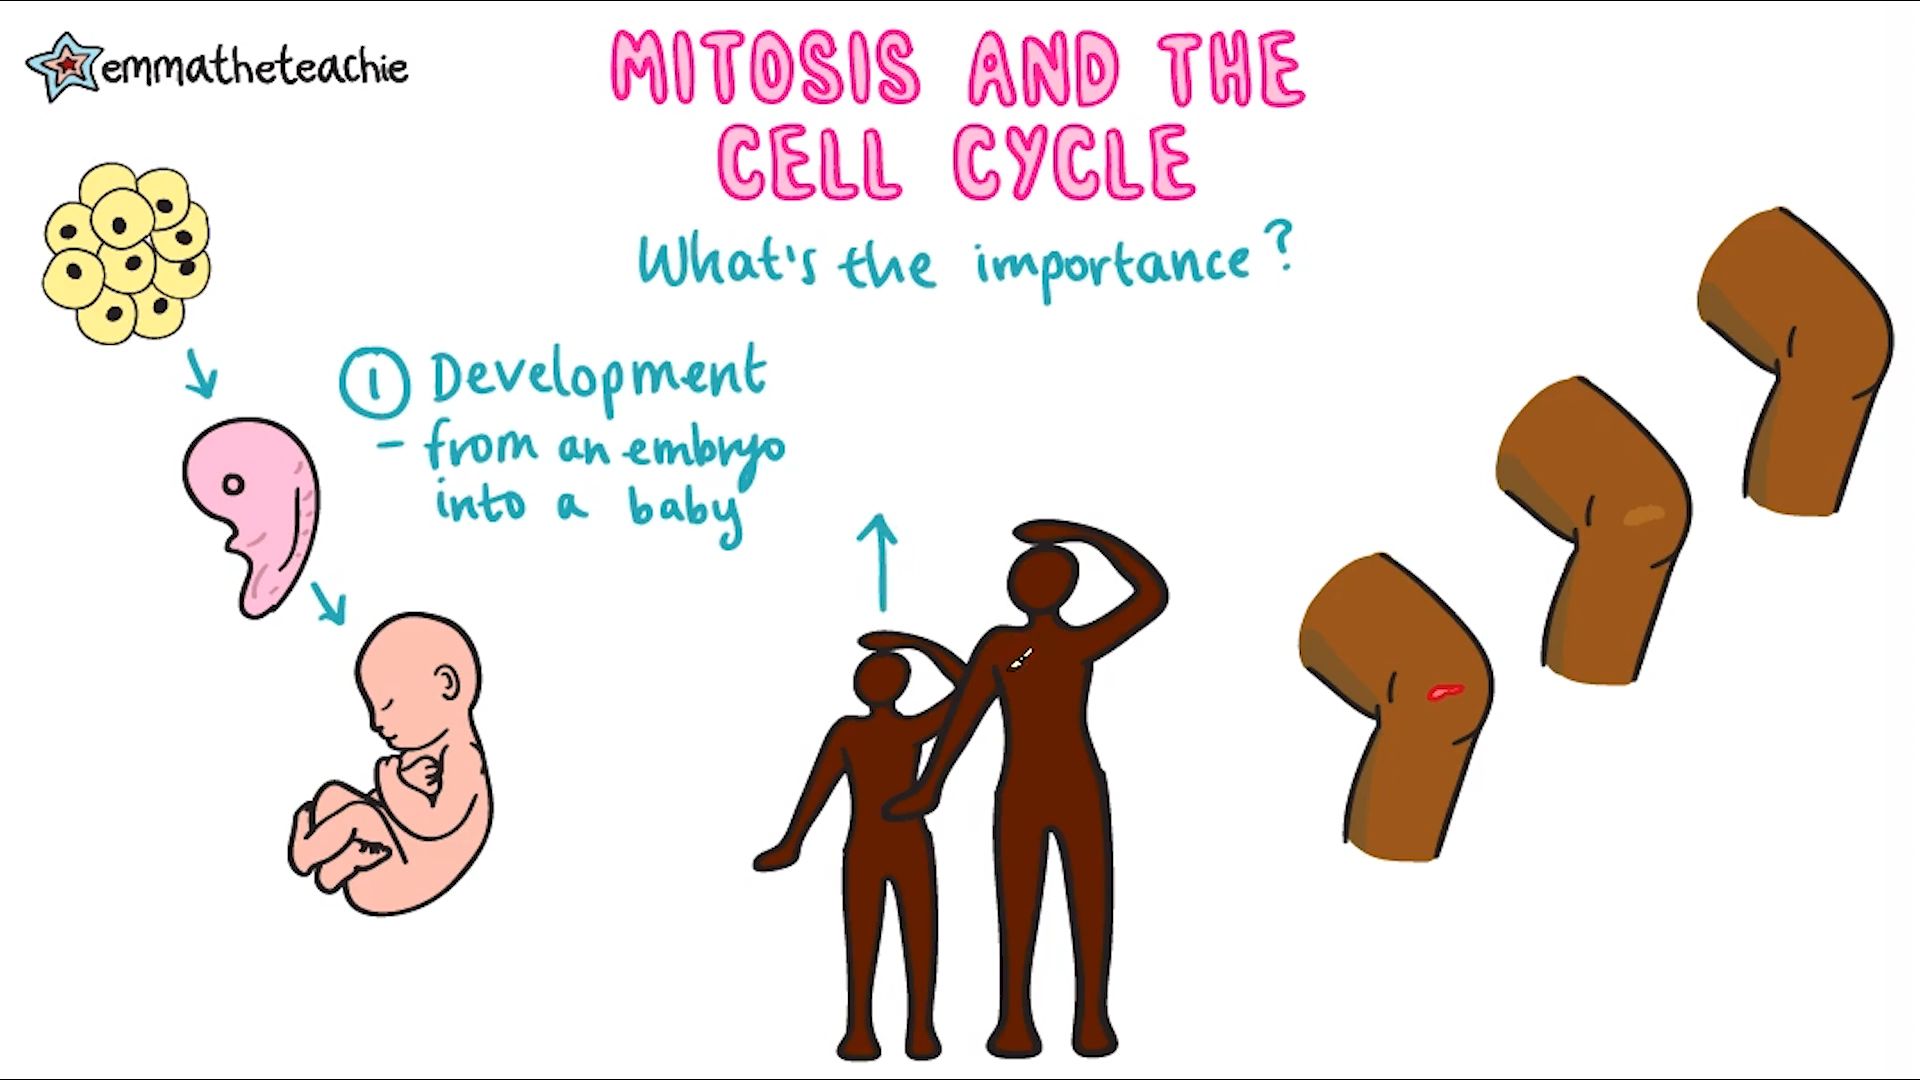 emmatheteachie
MITOSIS AND THE
CELL CYCLE
What's the importance?
1 Development
- from an embryo
into a baby